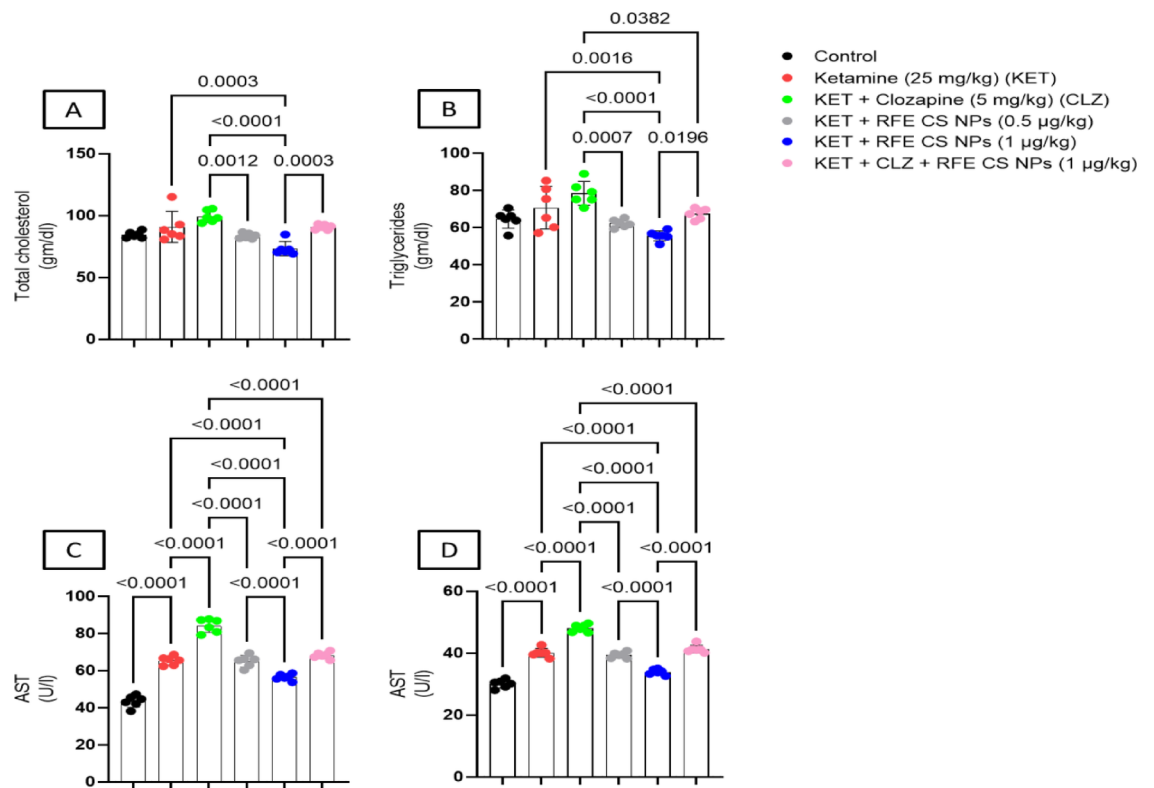 A
0.0003
<0.0001
0.0012
0.0003
150
100
50
0
Total cholesterol
(gm/dl)
B
0.0382
0.0016
<0.0001
0.0007
0.0196
100
80
60
40
20
0
Triglycerides
(gm/dl)
Control
Ketamine (25 mg/kg) (KET)
KET + Clozapine (5 mg/kg) (CLZ)
KET + RFE CS NPs (0.5 µg/kg)
KET + RFE CS NPs (1 µg/kg)
KET + CLZ + RFE CS NPs (1 µg/kg)
C
<0.0001
<0.0001
<0.0001
<0.0001
<0.0001
<0.0001
<0.0001
<0.0001
100
80
60
40
20
0
AST
(U/l)
D
<0.0001
<0.0001
<0.0001
<0.0001
<0.0001
<0.0001
<0.0001
<0.0001
60
40
20
0
AST
(U/l)